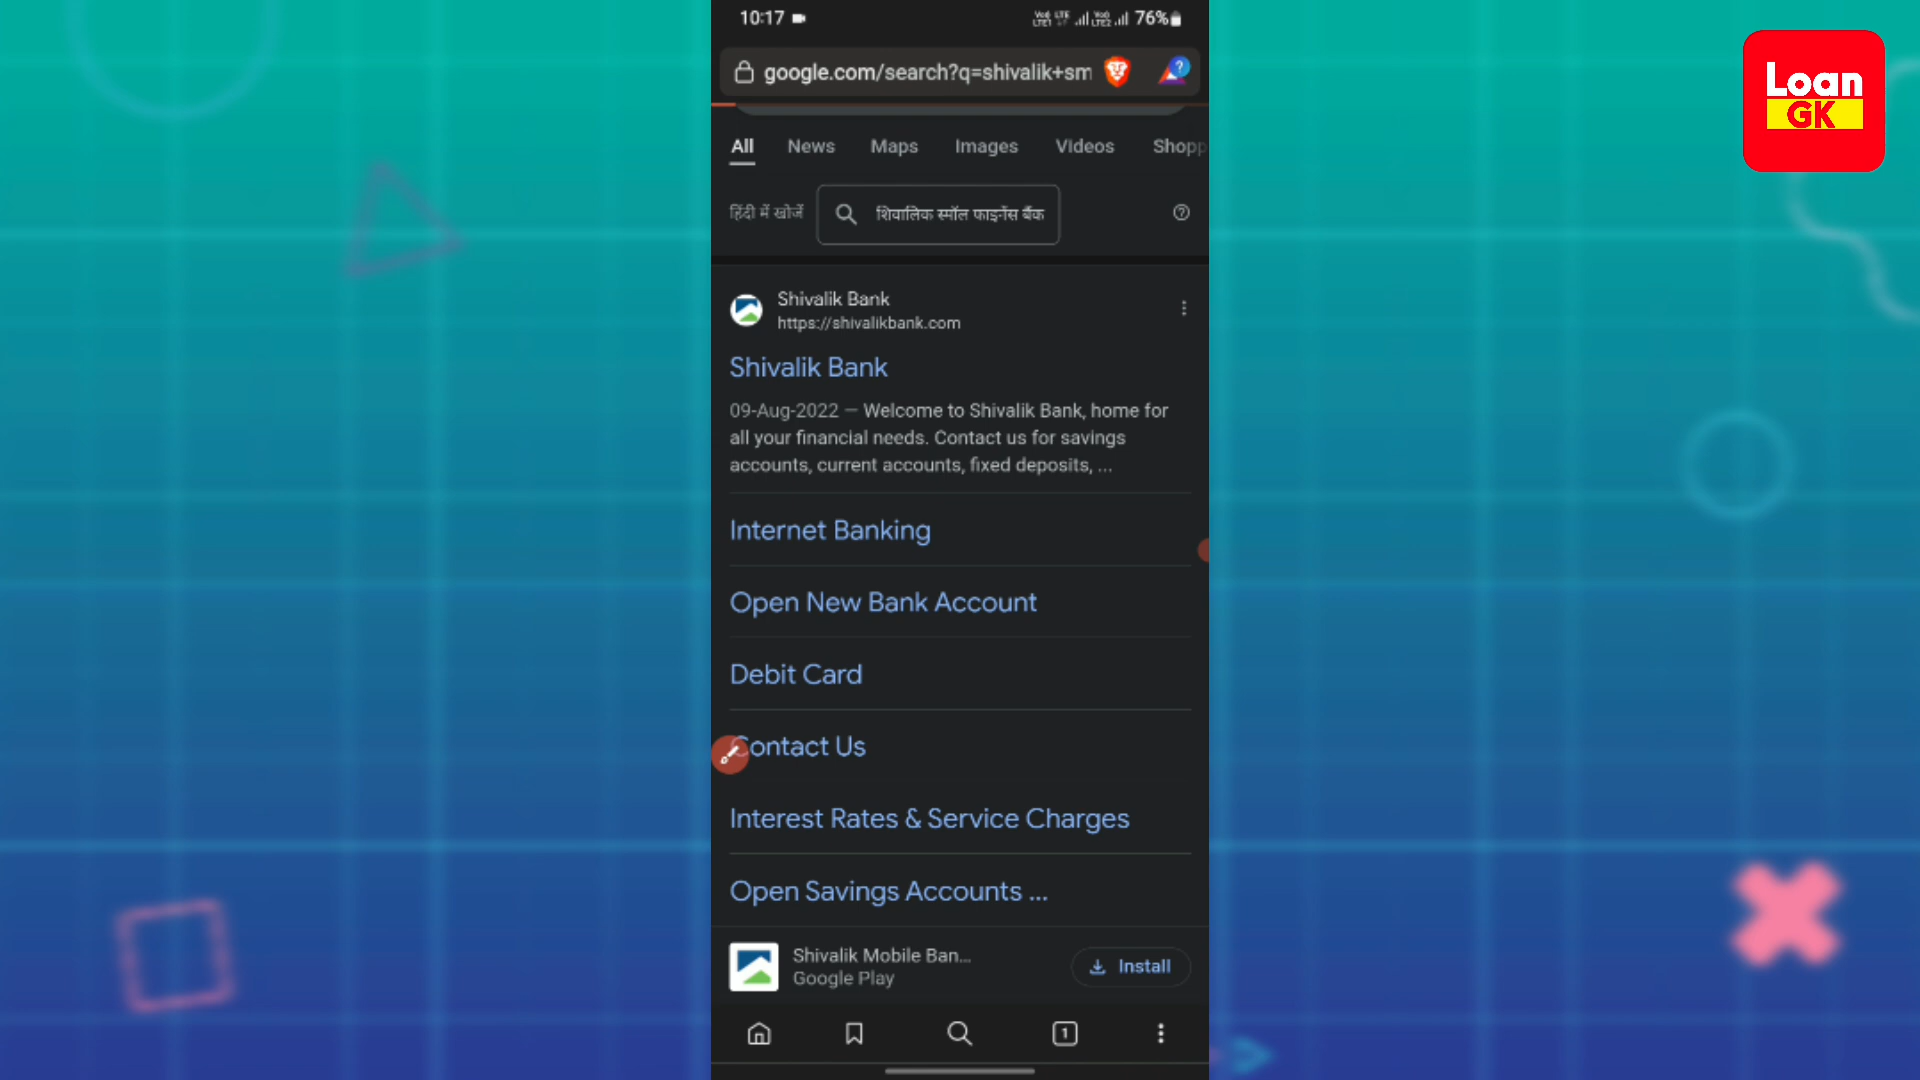 10:17
76%
google.com/search?q=shivalik+sm
Loan
GK
All News Maps Images Videos Shopp
हिंदी में खोजें
शिवालिक स्मॉल फाइनेंस बैंक
Shivalik Bank
https://shivalikbank.com
Shivalik Bank
09-Aug-2022 — Welcome to Shivalik Bank, home for
all your financial needs. Contact us for savings
accounts, current accounts, fixed deposits, ...
Internet Banking
Open New Bank Account
Debit Card
Contact Us
Interest Rates & Service Charges
Open Savings Accounts ...
Shivalik Mobile Ban...
Google Play
Install
1